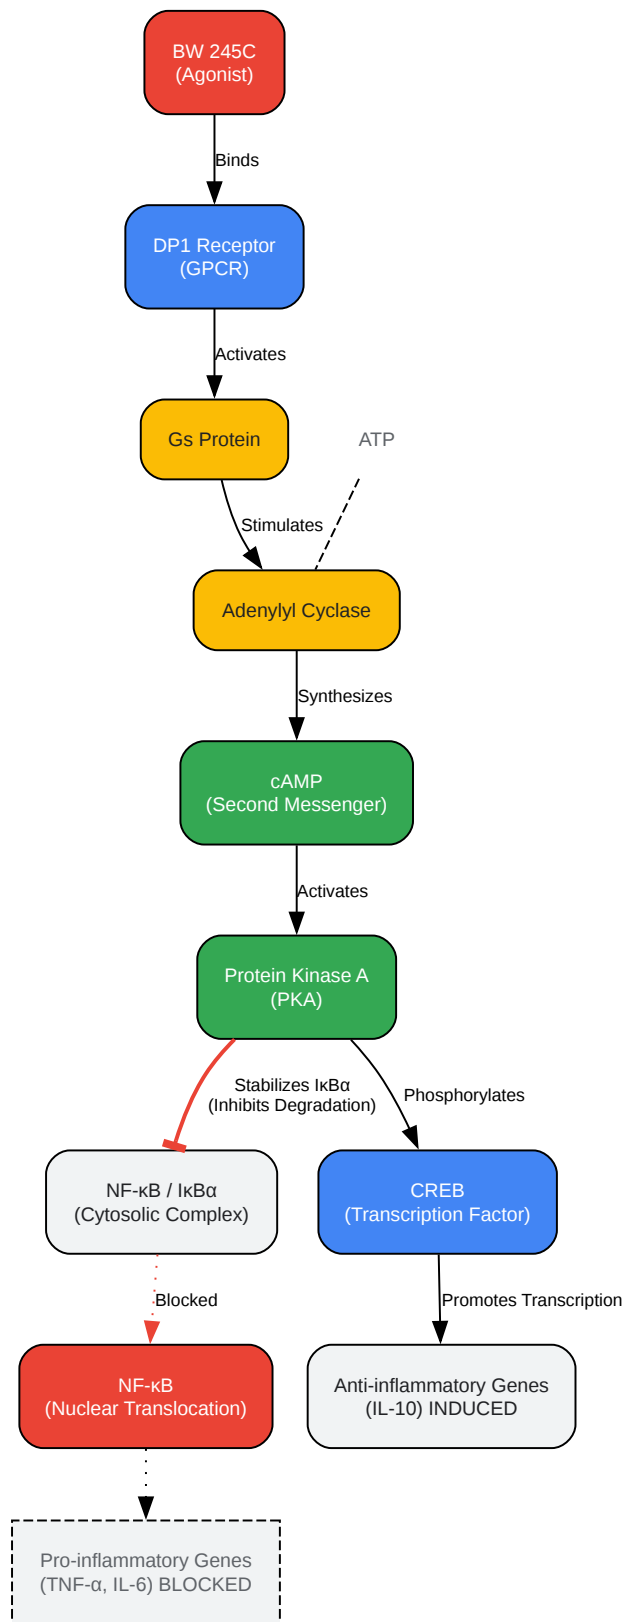 BW 245C
(Agonist)
Binds
DP1 Receptor
(GPCR)
Activates
Gs Protein
ATP
Stimulates
Adenylyl Cyclase
Synthesizes
cAMP
(Second Messenger)
Activates
Protein Kinase A
(PKA)
Stabilizes IκBα
(Inhibits Degradation)
Phosphorylates
NF-κB / IκBα
(Cytosolic Complex)
CREB
(Transcription Factor)
Blocked
Promotes Transcription
NF-κB
(Nuclear Translocation)
Anti-inflammatory Genes
(IL-10) INDUCED
Pro-inflammatory Genes
(TNF-α, IL-6) BLOCKED